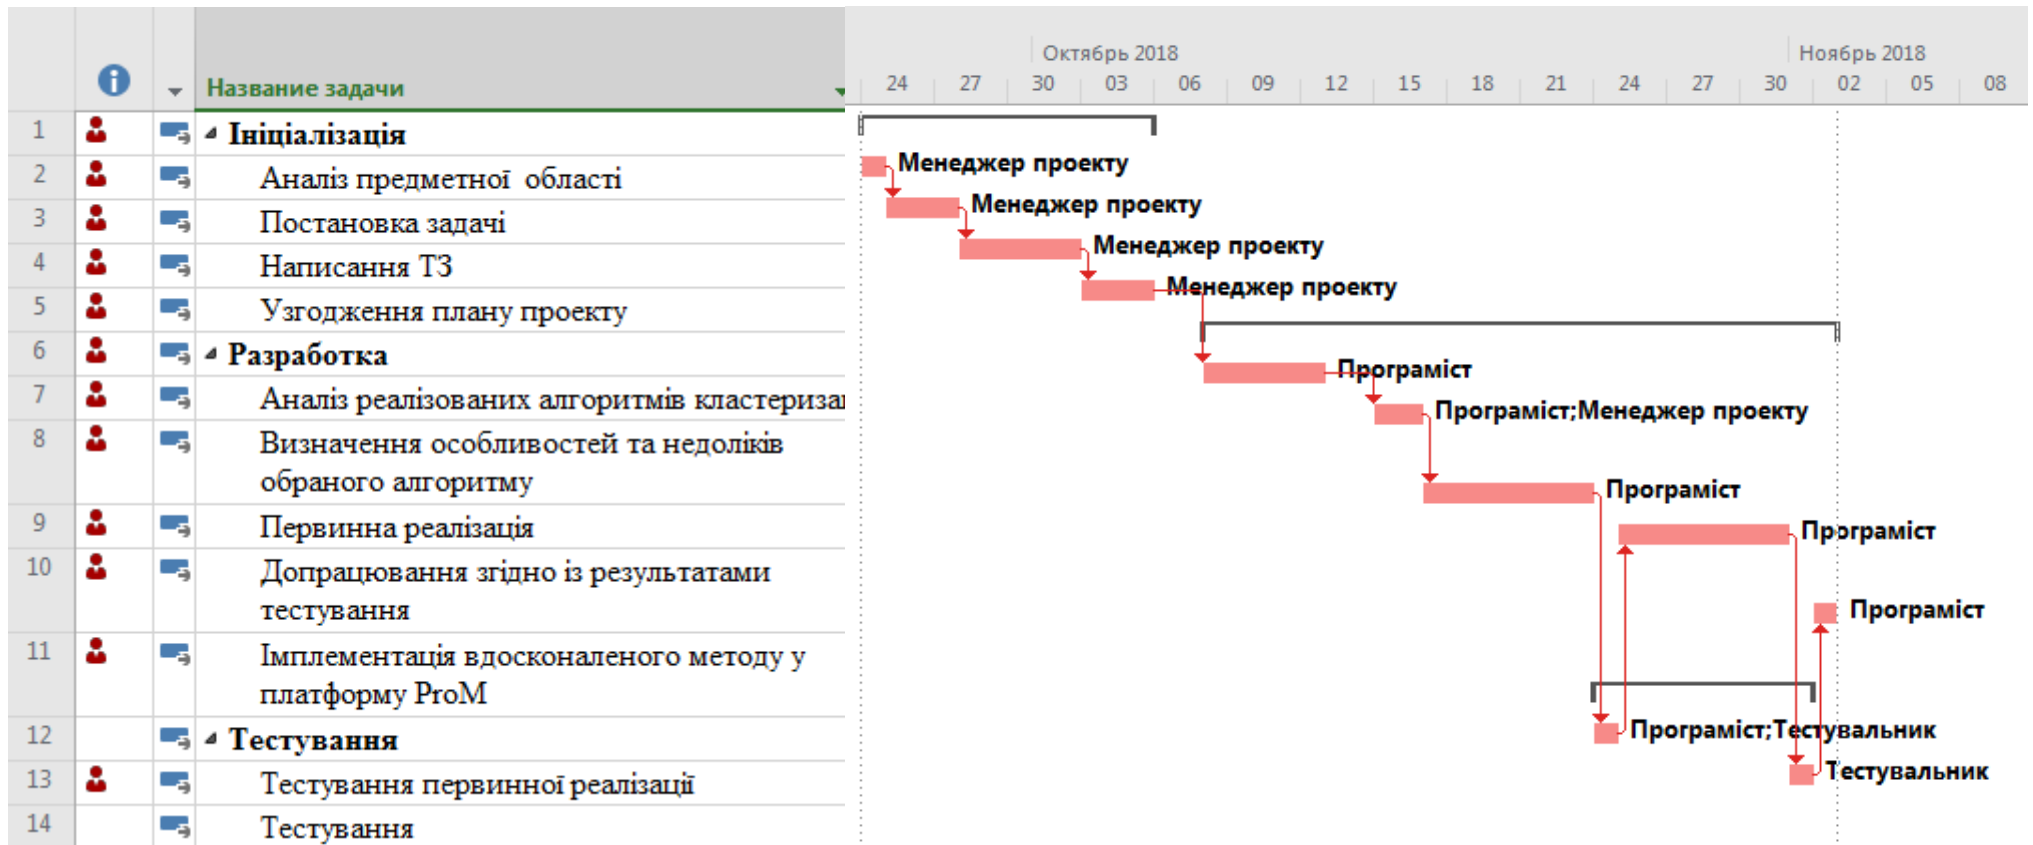 Октябрь 2018 Ноябрь 2018
Название задачи 24 27 30 03 06 09 12 15 18 21 24 27 30 02 05 08
1 Ініціалізація
2 Аналіз предметної області Менеджер проекту
3 Постановка задачі Менеджер проекту
4 Написання ТЗ Менеджер проекту
5 Узгодження плану проекту Менеджер проекту
6 Разработка
7 Аналіз реалізованих алгоритмів Програміст
8 Визначення особливостей та недоліків Програміст;Менеджер проекту
обраного алгоритму
9 Первинна реалізація Програміст
10 Допрацювання згідно із результатами Програміст
тестування
11 Імплементація вдосконаленого методу у Програміст
платформу ProM
12 Тестування
13 Тестування первинної реалізації Програміст;Тестувальник
14 Тестування Тестувальник